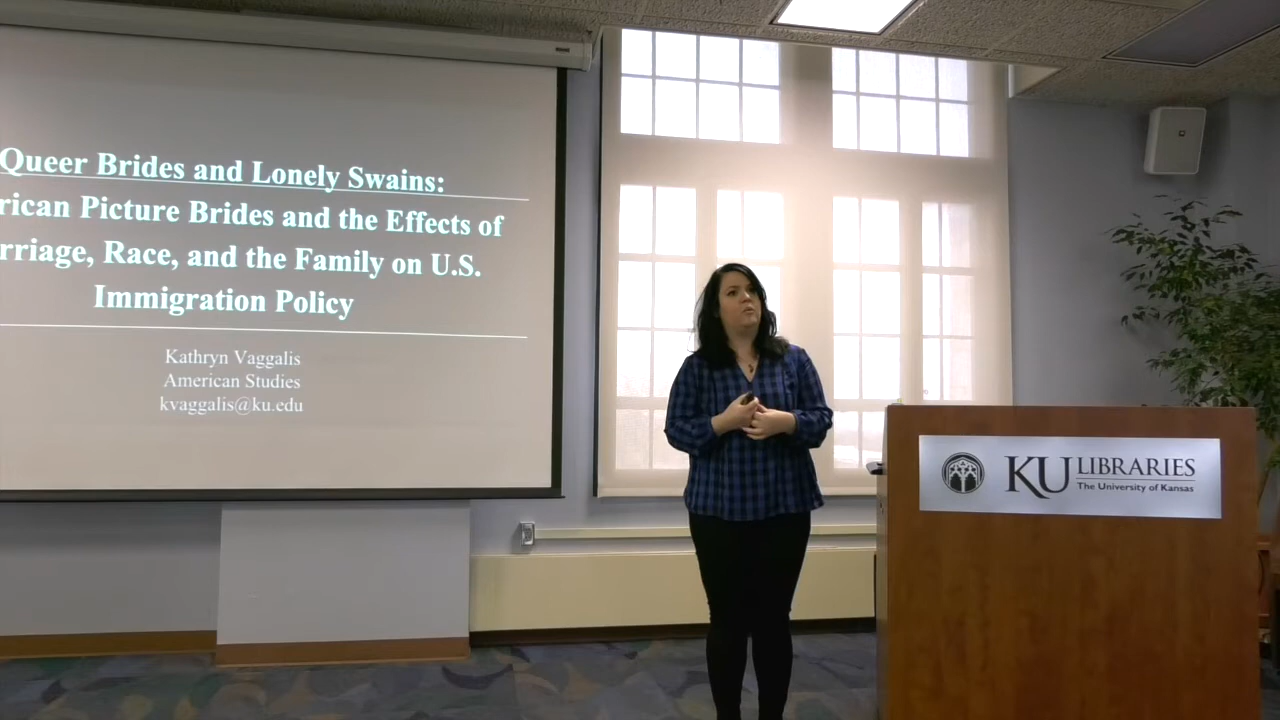 Queer Brides and Lonely Swains:
rican Picture Brides and the Effects of
rriage, Race, and the Family on U.S.
Immigration Policy
Kathryn Vaggalis
American Studies
kvaggalis@ku.edu
KU LIBRARIES
The University of Kansas